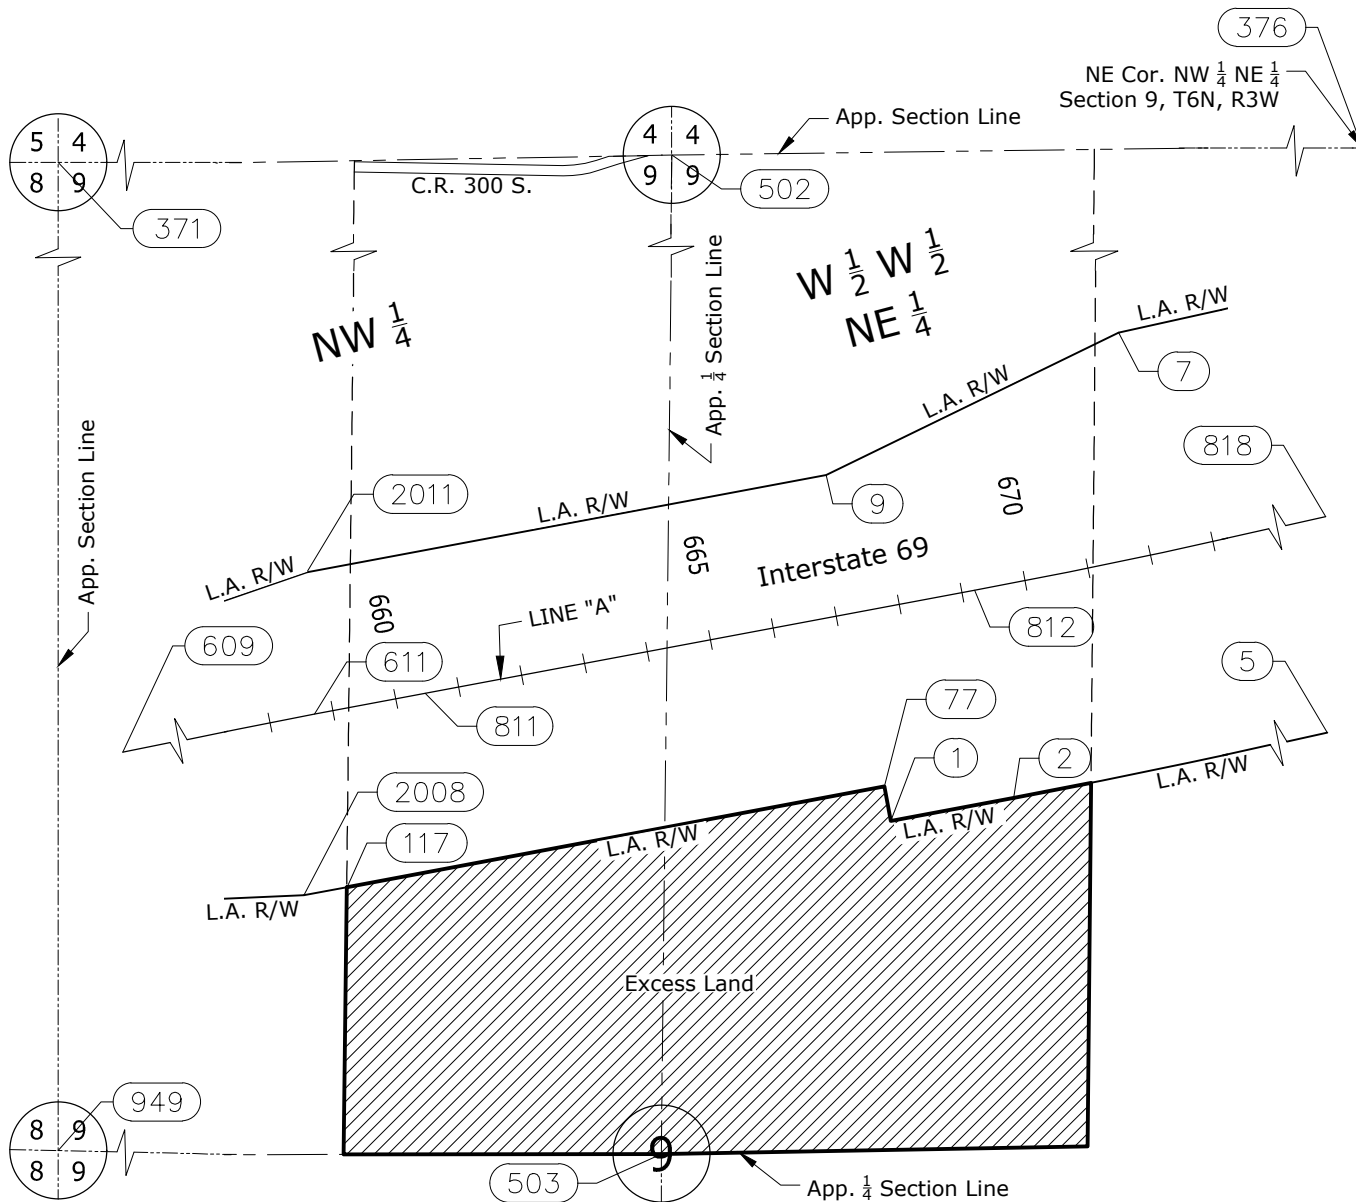 376
NE Cor. NW 1/4 NE 1/4
Section 9, T6N, R3W
App. Section Line
5 4
8 9
4 4
9 9
C.R. 300 S.
502
371
App. 1/4 Section Line
W 1/2 W 1/2
NE 1/4
NW 1/4
L.A. R/W
7
L.A. R/W
App. Section Line
818
2011
9
670
L.A. R/W
665
Interstate 69
L.A. R/W
660
LINE "A"
812
609
611
5
811
77
1
2
L.A. R/W
2008
L.A. R/W
L.A. R/W
117
L.A. R/W
Excess Land
949
8 9
8 9
9
503
App. 1/4 Section Line